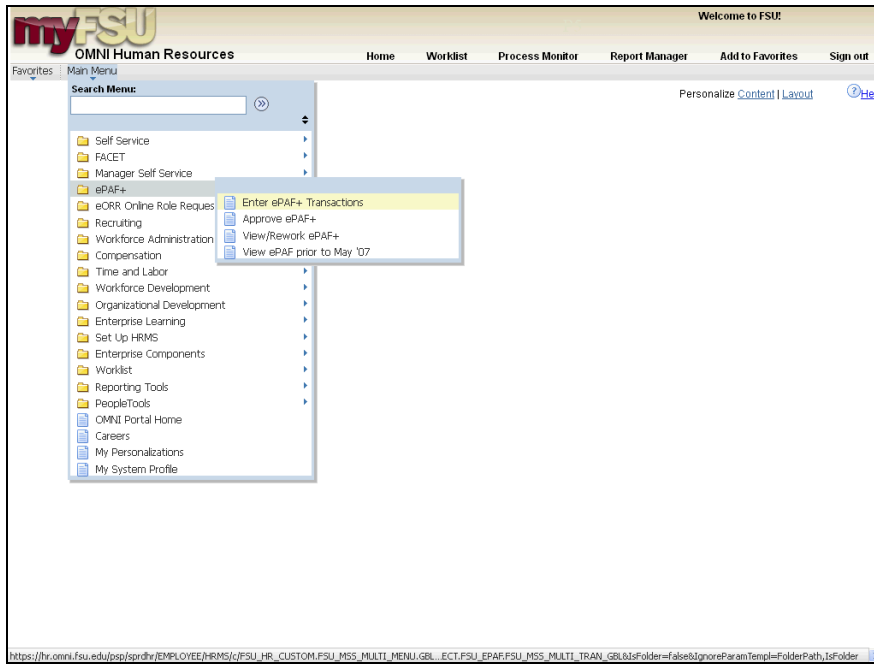 myFSU
Welcome to FSU!
OMNI Human Resources
Home Worklist Process Monitor Report Manager Add to Favorites Sign out
Favorites Main Menu
Search Menu:
Personalize Content | Layout
? He
Self Service
FACET
Manager Self Service
ePAF+
eORR Online Role Reques
Recruiting
Workforce Administration
Compensation
Time and Labor
Workforce Development
Organizational Development
Enterprise Learning
Set Up HRMS
Enterprise Components
Worklist
Reporting Tools
PeopleTools
OMNI Portal Home
Careers
My Personalizations
My System Profile
Enter ePAF+ Transactions
Approve ePAF+
View/Rework ePAF+
View ePAF prior to May '07
https://hr.omni.fsu.edu/psp/sprdhr/EMPLOYEE/HRMS/c/FSU_HR_CUSTOM.FSU_MSS_MULTI_MENU.GBL...ECT.FSU_EPAF.FSU_MSS_MULTI_TRAN_GBL&IsFolder=false&IgnoreParamTempl=FolderPath,IsFolder